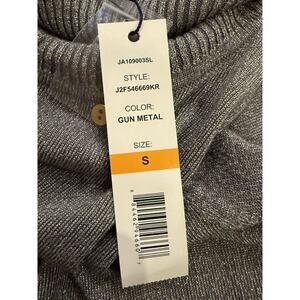 JA109003SL
STYLE:
J2F546669KR
COLOR:
GUN METAL
SIZE:
S